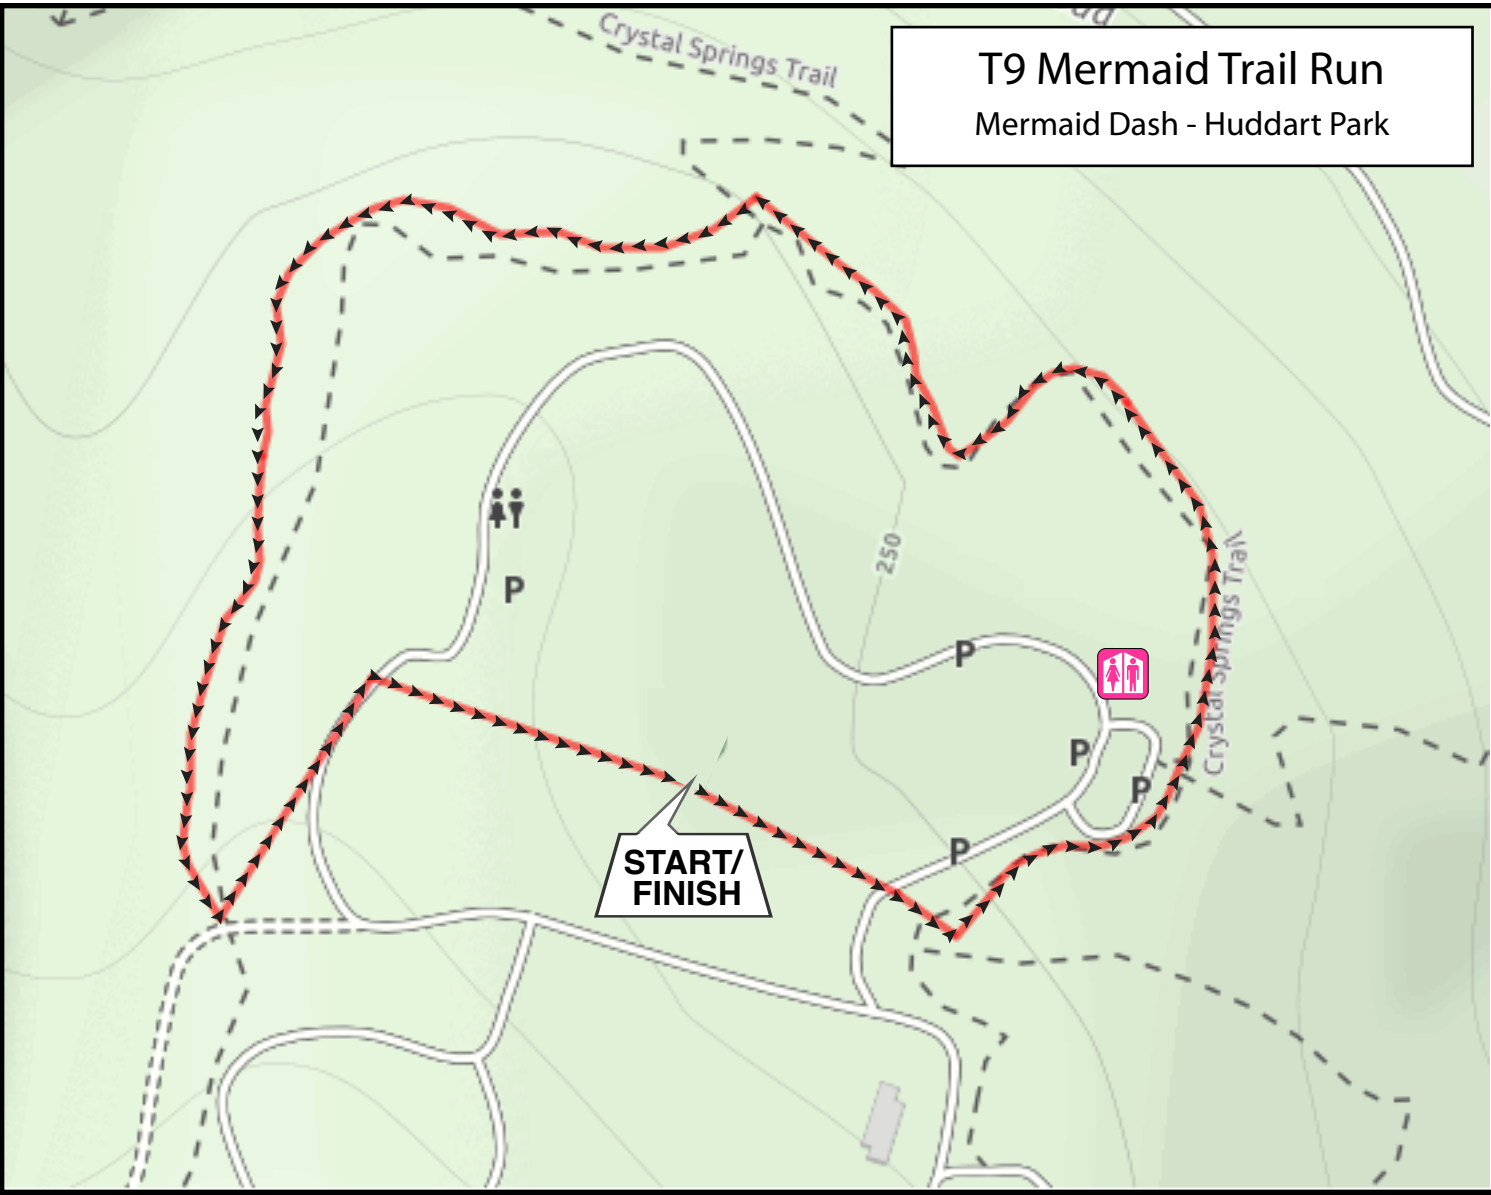 Crystal Springs Trail
T9 Mermaid Trail Run
Mermaid Dash - Huddart Park
250
Crystal Springs Trail
P
P
P
P
P
START/
FINISH